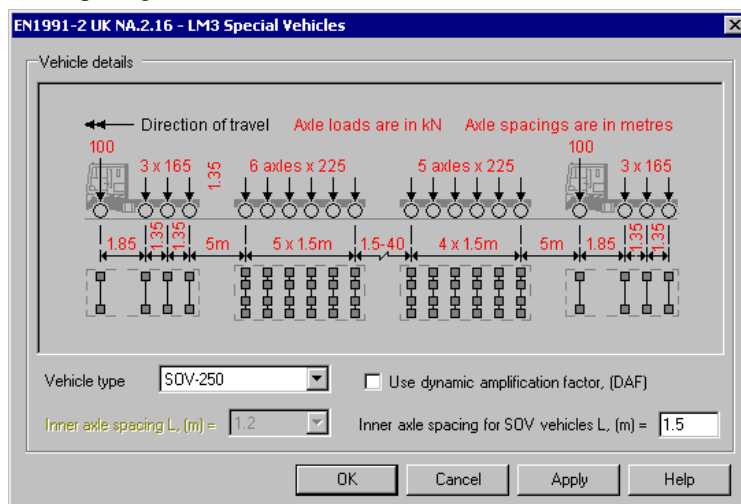 EN1991-2 UK NA.2.16 - LM3 Special Vehicles
Vehicle details
Direction of travel Axle loads are in kN Axle spacings are in metres
100 100
3 x 165 1.35 6 axles x 225 5 axles x 225 3 x 165
1.85 1.35 1.35 5m 5 x 1.5m 1.5-40 4 x 1.5m 5m 1.85 1.35 1.35
Vehicle type SOV-250 Use dynamic amplification factor, (DAF)
Inner axle spacing L, (m) = 1.2 Inner axle spacing for SOV vehicles L, (m) = 1.5
OK Cancel Apply Help